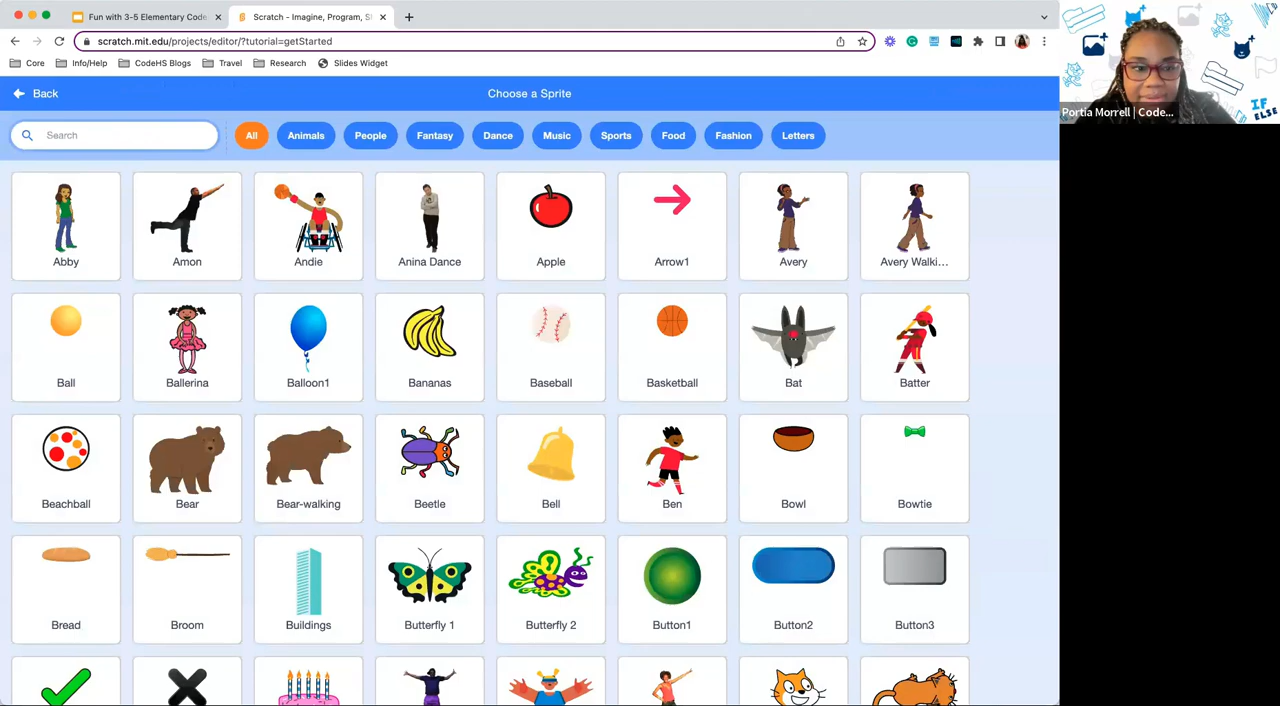 Fun with 3-5 Elementary Code
Scratch - Imagine, Program, S
scratch.mit.edu/projects/editor/?tutorial=getStarted
Core
Info/Help
CodeHS Blogs
Travel
Research
Slides Widget
Back
Choose a Sprite
Search
All
Animals
People
Fantasy
Dance
Music
Sports
Food
Fashion
Letters
Abby
Amon
Andie
Anina Dance
Apple
Arrow1
Avery
Avery Walki...
Ball
Ballerina
Balloon1
Bananas
Baseball
Basketball
Bat
Batter
Beachball
Bear
Bear-walking
Beetle
Bell
Ben
Bowl
Bowtie
Bread
Broom
Buildings
Butterfly 1
Butterfly 2
Button1
Button2
Button3
IF
ELSE
Portia Morrell | Code...